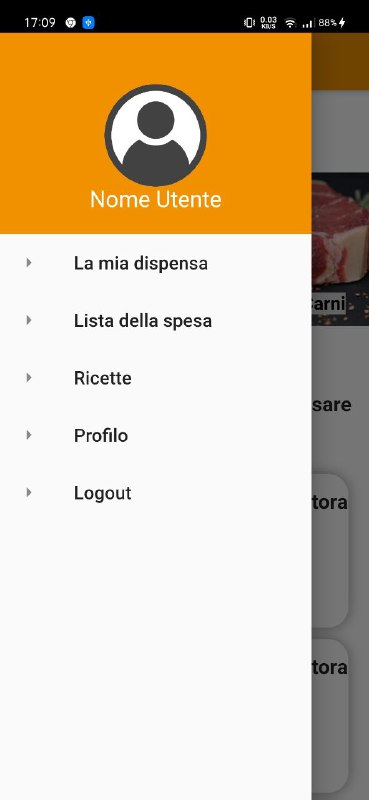 17:09 0.03 KB/S 88%
Nome Utente
La mia dispensa
Carni
Lista della spesa
Ricette
sare
Profilo
Logout
tora
tora